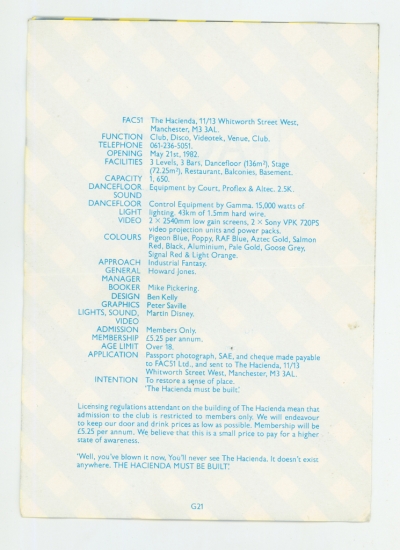 FAC51 The Hacienda, 11/13 Whitworth Street West,
Manchester, M3 3AL.
FUNCTION Club, Disco, Videotek, Venue, Club.
TELEPHONE 061-236-5051.
OPENING May 21st, 1982.
FACILITIES 3 Levels, 3 Bars, Dancefloor (136m²), Stage
(72.25m²), Restaurant, Balconies, Basement.
CAPACITY 1,650.
DANCEFLOOR Equipment by Court, Proflex & Altec. 2.5K.
SOUND
DANCEFLOOR Control Equipment by Gamma. 15,000 watts of
LIGHT lighting. 43km of 1.5mm hard wire.
VIDEO 2 × 2540mm low gain screens, 2 × Sony VPK 720PS
video projection units and power packs.
COLOURS Pigeon Blue, Poppy, RAF Blue, Aztec Gold, Salmon
Red, Black, Aluminium, Pale Gold, Goose Grey,
Signal Red & Light Orange.
APPROACH Industrial Fantasy.
GENERAL Howard Jones.
MANAGER
BOOKER Mike Pickering.
DESIGN Ben Kelly
GRAPHICS Peter Saville
LIGHTS, SOUND, Martin Disney.
VIDEO
ADMISSION Members Only.
MEMBERSHIP £5.25 per annum.
AGE LIMIT Over 18.
APPLICATION Passport photograph, SAE, and cheque made payable
to FAC51 Ltd., and sent to The Hacienda, 11/13
Whitworth Street West, Manchester, M3 3AL.
INTENTION To restore a sense of place.
'The Hacienda must be built.'
Licensing regulations attendant on the building of The Hacienda mean that
admission to the club is restricted to members only. We will endeavour
to keep our door and drink prices as low as possible. Membership will be
£5.25 per annum. We believe that this is a small price to pay for a higher
state of awareness.
'Well, you've blown it now, You'll never see The Hacienda. It doesn't exist
anywhere. THE HACIENDA MUST BE BUILT.'
G21